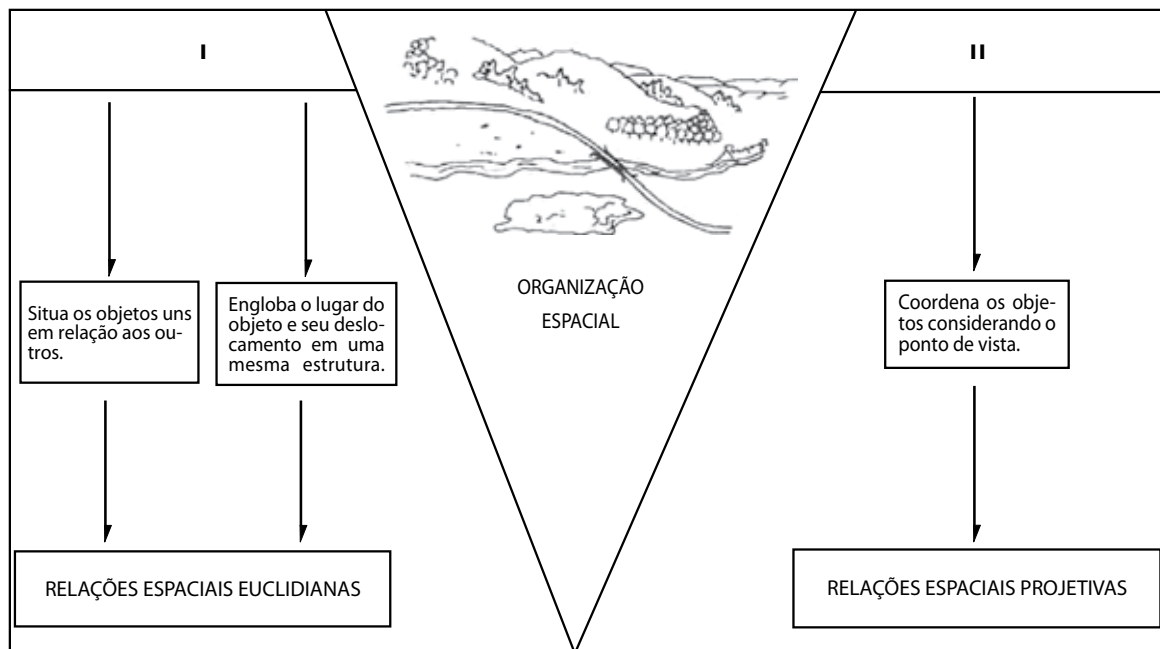 I
II
Situa os objetos uns
em relação aos ou-
tros.
Engloba o lugar do
objeto e seu deslo-
camento em uma
mesma estrutura.
ORGANIZAÇÃO
ESPACIAL
Coordena os obje-
tos considerando o
ponto de vista.
RELAÇÕES ESPACIAIS EUCLIDIANAS
RELAÇÕES ESPACIAIS PROJETIVAS